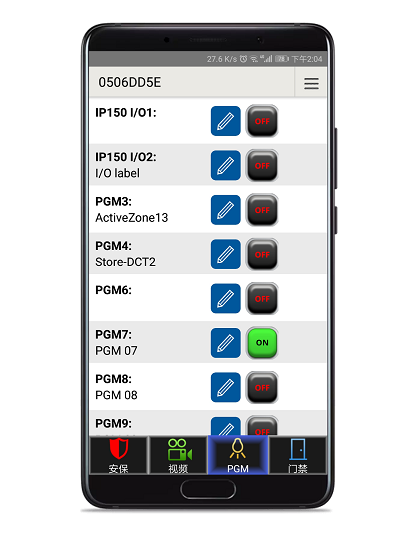 27.6 K/s 下午2:04
0506DD5E
IP150 I/O1:
OFF
IP150 I/O2:
I/O label
OFF
PGM3:
ActiveZone13
OFF
PGM4:
Store-DCT2
OFF
PGM6:
OFF
PGM7:
PGM 07
ON
PGM8:
PGM 08
OFF
PGM9:
OFF
安保 视频 PGM 门禁